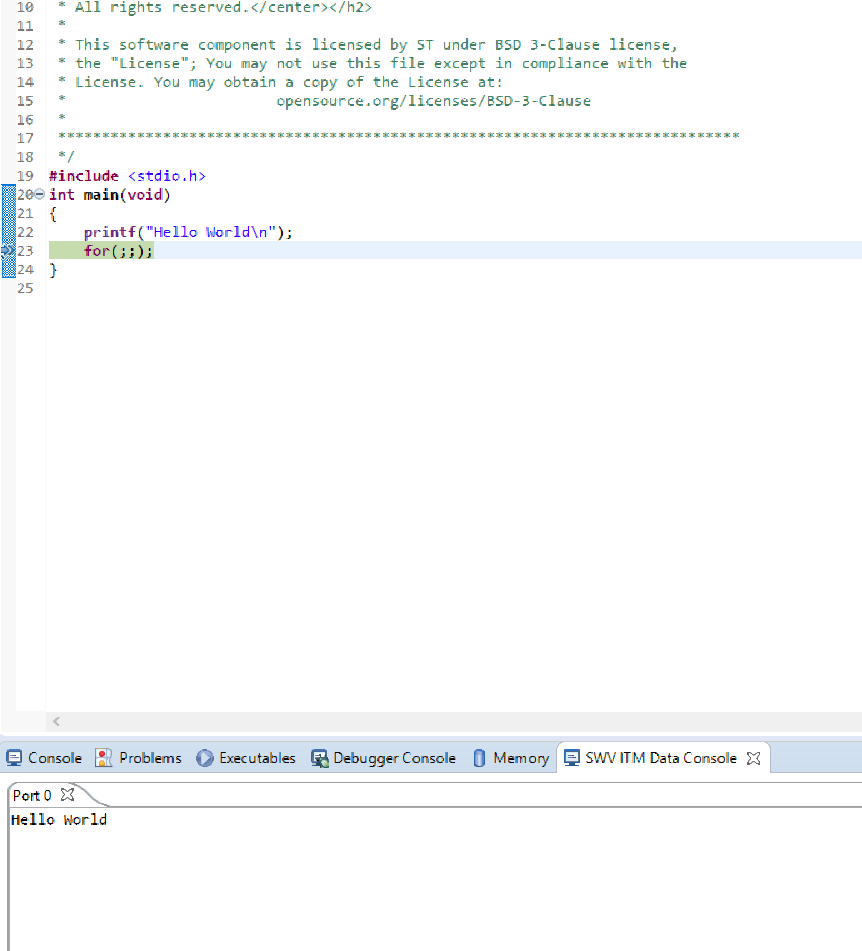 10 * All rights reserved.</center></h2>
11 *
12 * This software component is licensed by ST under BSD 3-Clause license,
13 * the "License"; You may not use this file except in compliance with the
14 * License. You may obtain a copy of the License at:
15 * opensource.org/licenses/BSD-3-Clause
16 *
17 ******************************************************************************
18 */
19 #include <stdio.h>
20 int main(void)
21 {
22 printf("Hello World\n");
23 for(;;);
24 }
25
Console Problems Executables Debugger Console Memory SWV ITM Data Console
Port 0
Hello World